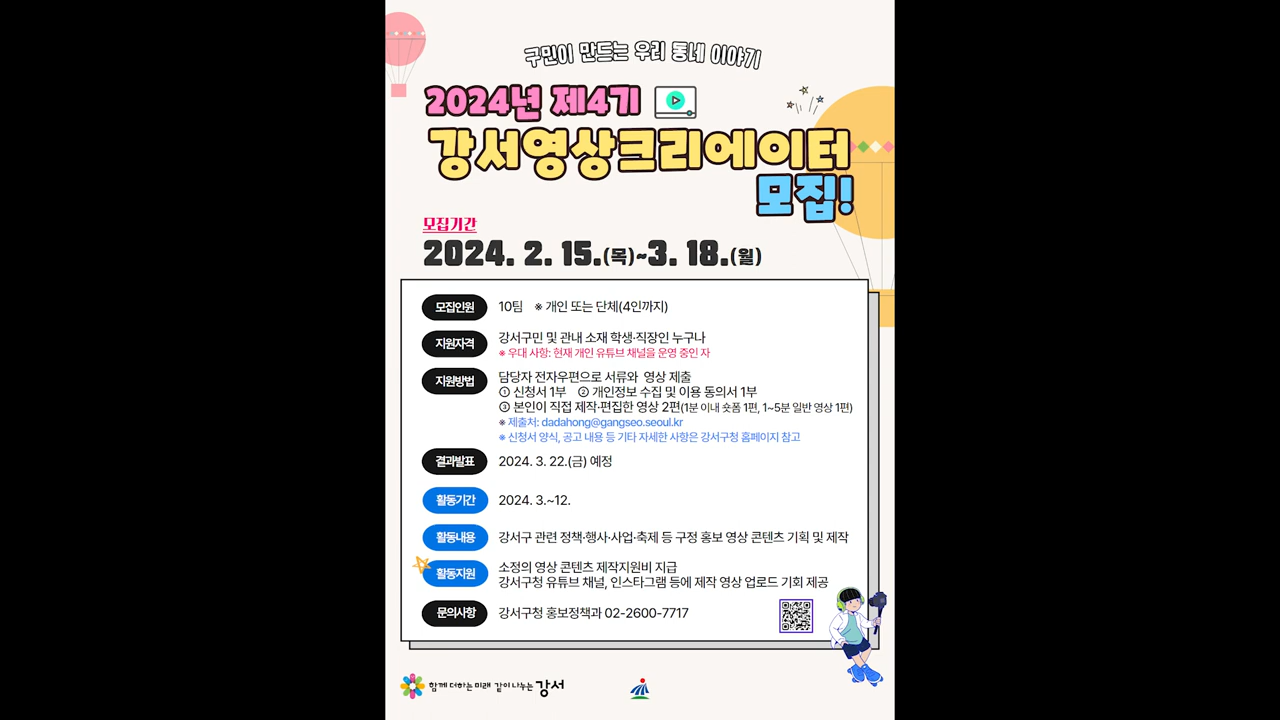 구민이 만드는 우리 동네 이야기
2024년 제4기
강서영상크리에이터
모집!
모집기간
2024. 2. 15.(목)~3. 18.(월)
모집인원 10팀 ※ 개인 또는 단체(4인까지)
지원자격 강서구민 및 관내 소재 학생·직장인 누구나
※ 우대 사항: 현재 개인 유튜브 채널을 운영 중인 자
지원방법 담당자 전자우편으로 서류와 영상 제출
① 신청서 1부 ② 개인정보 수집 및 이용 동의서 1부
③ 본인이 직접 제작·편집한 영상 2편(1분 이내 숏폼 1편, 1~5분 일반 영상 1편)
※ 제출처: dadahong@gangseo.seoul.kr
※ 신청서 양식, 공고 내용 등 기타 자세한 사항은 강서구청 홈페이지 참고
결과발표 2024. 3. 22.(금) 예정
활동기간 2024. 3.~12.
활동내용 강서구 관련 정책·행사·사업·축제 등 구정 홍보 영상 콘텐츠 기획 및 제작
활동지원 소정의 영상 콘텐츠 제작지원비 지급
강서구청 유튜브 채널, 인스타그램 등에 제작 영상 업로드 기회 제공
문의사항 강서구청 홍보정책과 02-2600-7717
함께 더하는 미래 같이 나누는 강서